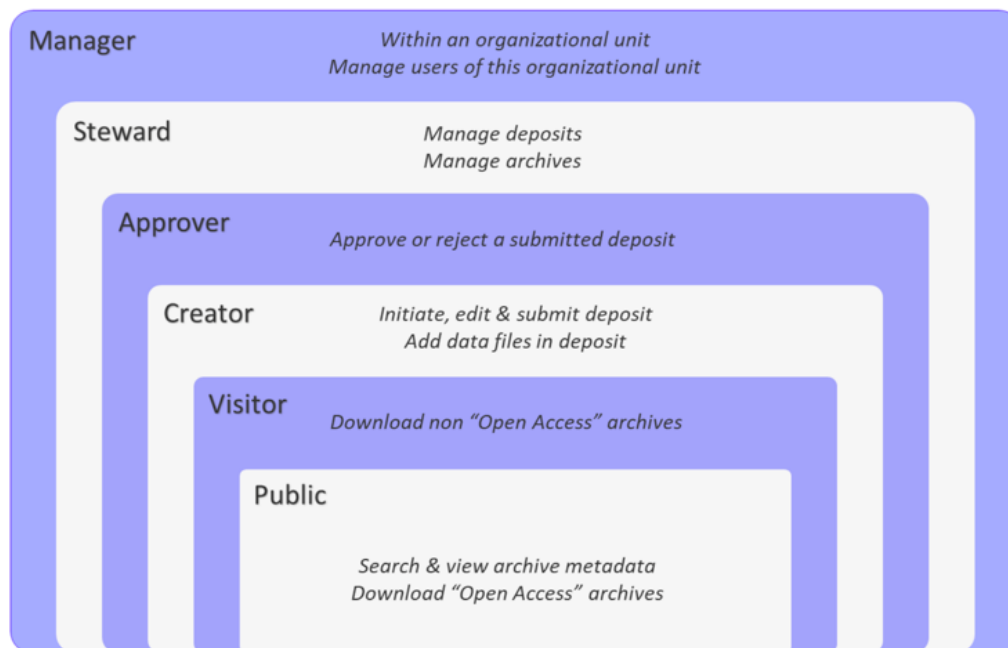 Manager
Within an organizational unit
Manage users of this organizational unit
Steward
Manage deposits
Manage archives
Approver
Approve or reject a submitted deposit
Creator
Initiate, edit & submit deposit
Add data files in deposit
Visitor
Download non “Open Access” archives
Public
Search & view archive metadata
Download “Open Access” archives